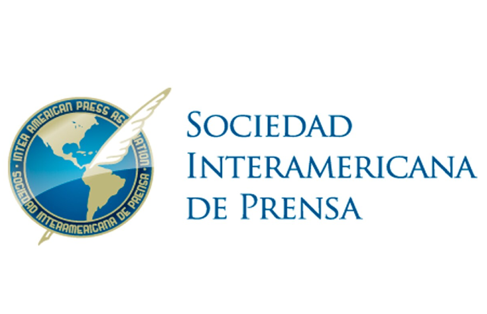 INTER AMERICAN PRESS ASSOCIATION
SOCIEDAD INTERAMERICANA DE PRENSA
SOCIEDAD
INTERAMERICANA
DE PRENSA